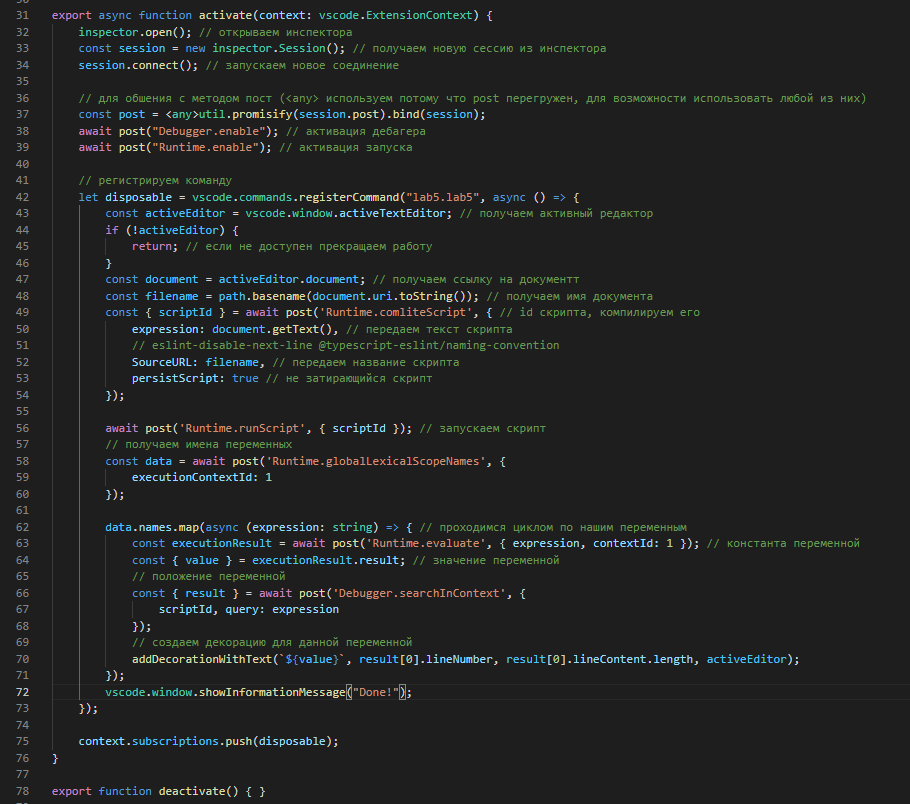 31 export async function activate(context: vscode.ExtensionContext) {
32 inspector.open(); // открываем инспектора
33 const session = new inspector.Session(); // получаем новую сессию из инспектора
34 session.connect(); // запускаем новое соединение
35
36 // для обшения с методом пост (<any> используем потому что post перегружен, для возможности использовать любой из них)
37 const post = <any>util.promisify(session.post).bind(session);
38 await post("Debugger.enable"); // активация дебагера
39 await post("Runtime.enable"); // активация запуска
40
41 // регистрируем команду
42 let disposable = vscode.commands.registerCommand("lab5.lab5", async () => {
43 const activeEditor = vscode.window.activeTextEditor; // получаем активный редактор
44 if (!activeEditor) {
45 return; // если не доступен прекращаем работу
46 }
47 const document = activeEditor.document; // получаем ссылку на документт
48 const filename = path.basename(document.uri.toString()); // получаем имя документа
49 const { scriptId } = await post('Runtime.comliteScript', { // id скрипта, компилируем его
50 expression: document.getText(), // передаем текст скрипта
51 // eslint-disable-next-line @typescript-eslint/naming-convention
52 SourceURL: filename, // передаем название скрипта
53 persistScript: true // не затирающийся скрипт
54 });
55
56 await post('Runtime.runScript', { scriptId }); // запускаем скрипт
57 // получаем имена переменных
58 const data = await post('Runtime.globalLexicalScopeNames', {
59 executionContextId: 1
60 });
61
62 data.names.map(async (expression: string) => { // проходимся циклом по нашим переменным
63 const executionResult = await post('Runtime.evaluate', { expression, contextId: 1 }); // константа переменной
64 const { value } = executionResult.result; // значение переменной
65 // положение переменной
66 const { result } = await post('Debugger.searchInContext', {
67 scriptId, query: expression
68 });
69 // создаем декорацию для данной переменной
70 addDecorationWithText(`${value}`, result[0].lineNumber, result[0].lineContent.length, activeEditor);
71 });
72 vscode.window.showInformationMessage("Done!");
73 });
74
75 context.subscriptions.push(disposable);
76 }
77
78 export function deactivate() { }